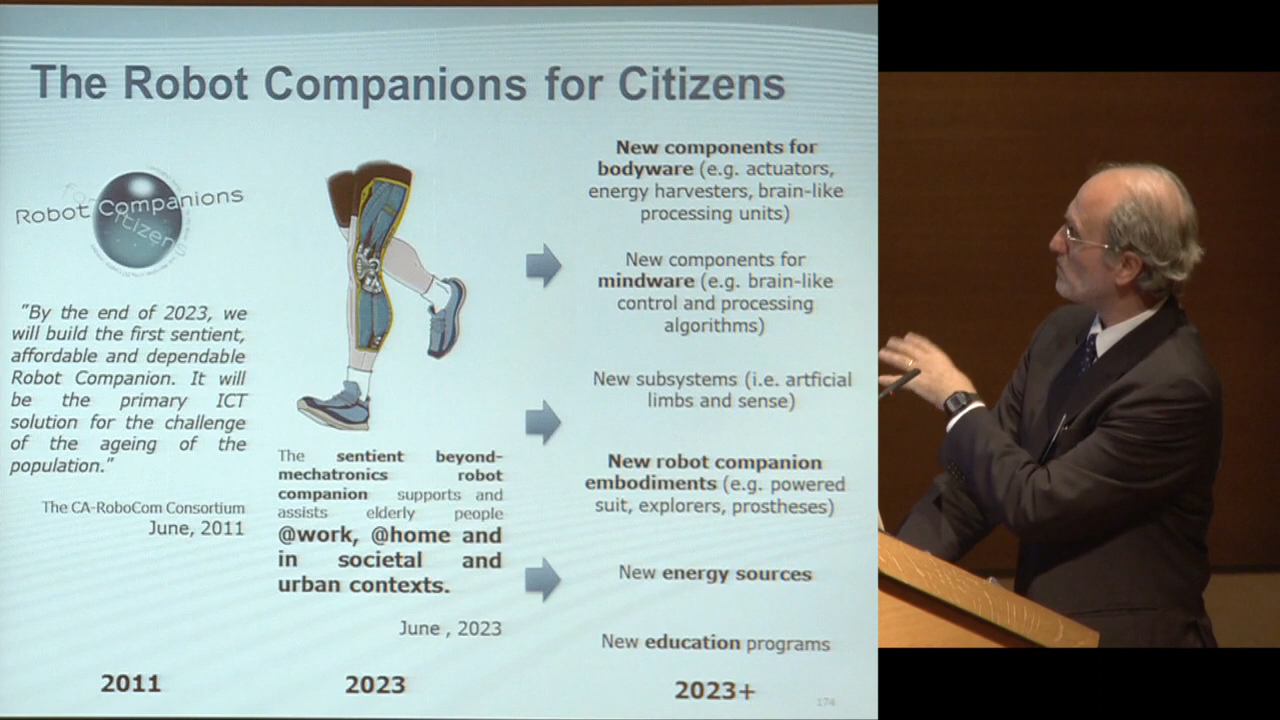 The Robot Companions for Citizens
Robot Companions
for
Citizens
"By the end of 2023, we
will build the first sentient,
affordable and dependable
Robot Companion. It will
be the primary ICT
solution for the challenge
of the ageing of the
population."
The CA-RoboCom Consortium
June, 2011
2011
The sentient beyond-
mechatronics robot
companion supports and
assists elderly people
@work, @home and
in societal and
urban contexts.
June , 2023
2023
New components for
bodyware (e.g. actuators,
energy harvesters, brain-like
processing units)
New components for
mindware (e.g. brain-like
control and processing
algorithms)
New subsystems (i.e. artficial
limbs and sense)
New robot companion
embodiments (e.g. powered
suit, explorers, prostheses)
New energy sources
New education programs
2023+
174